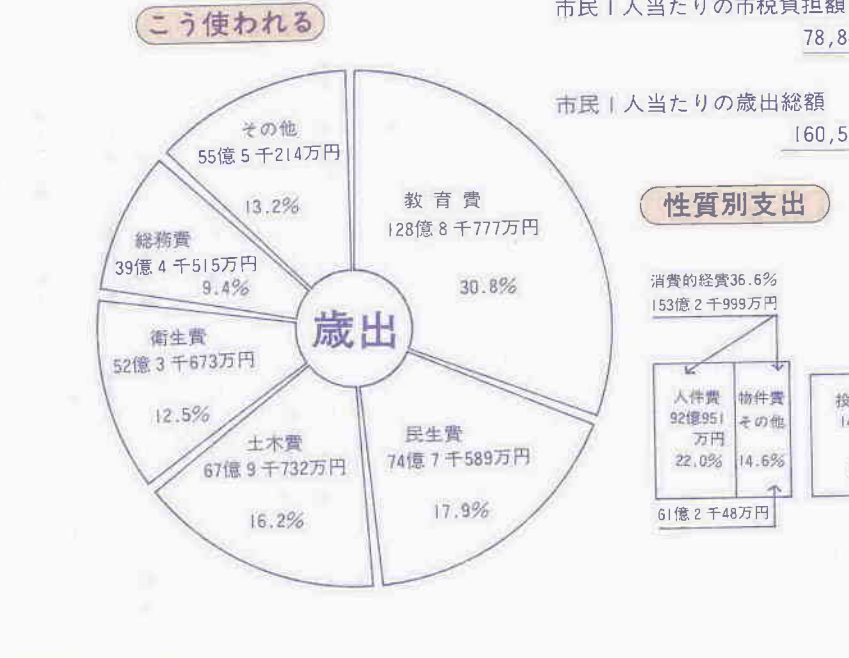 こう使われる
歳出
教育費
128億8千777万円
30.8%
民生費
74億7千589万円
17.9%
土木費
67億9千732万円
16.2%
衛生費
52億3千673万円
12.5%
総務費
39億4千515万円
9.4%
その他
55億5千214万円
13.2%
市民1人当たりの市税負担額
78,8
市民1人当たりの歳出総額
160,5
性質別支出
消費的経費36.6%
153億2千999万円
人件費
92億951
万円
22.0%
物件費
その他
14.6%
61億2千48万円